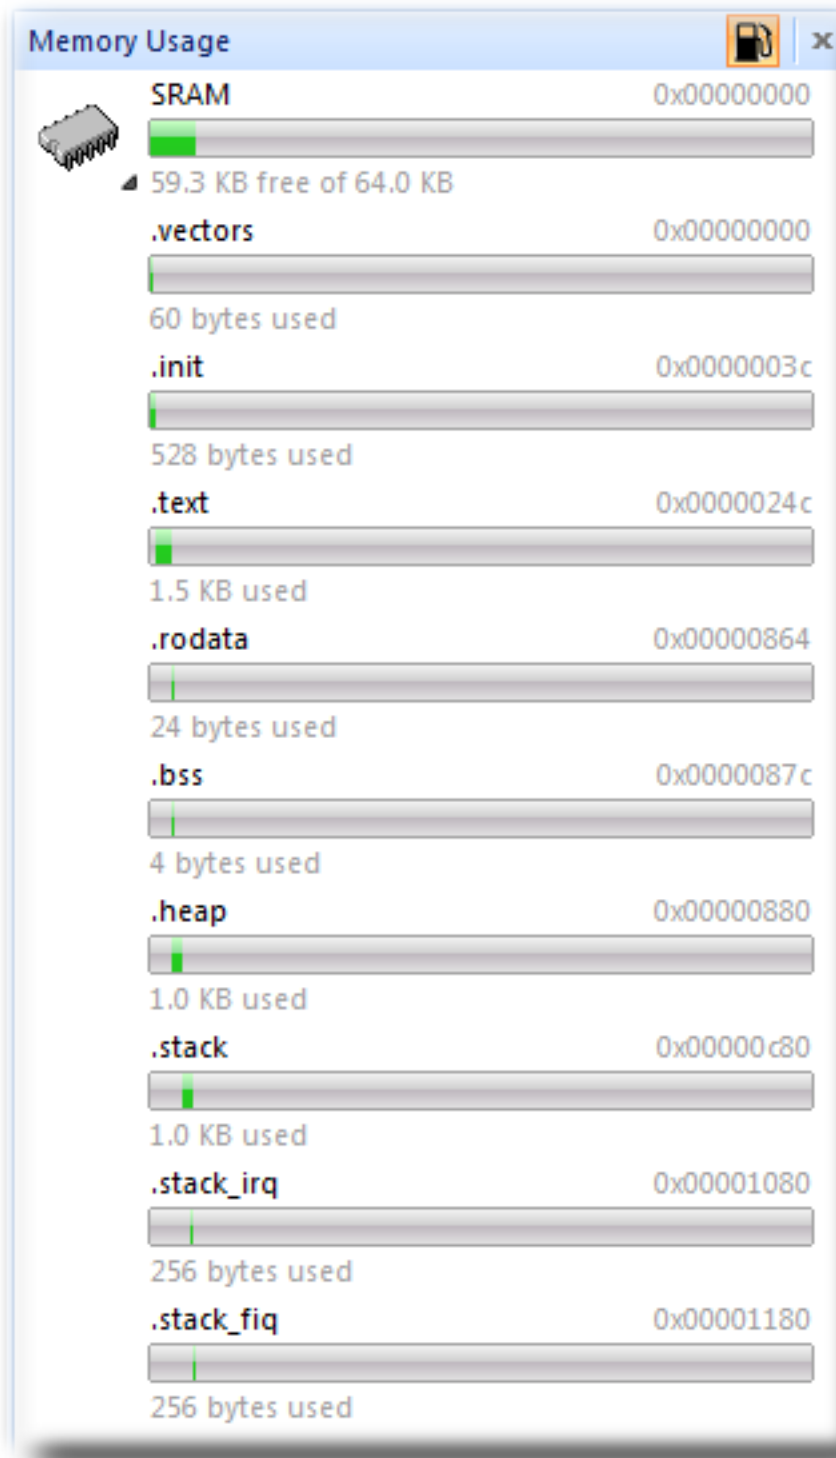 Memory Usage
SRAM 0x00000000
59.3 KB free of 64.0 KB
.vectors 0x00000000
60 bytes used
.init 0x0000003c
528 bytes used
.text 0x0000024c
1.5 KB used
.rodata 0x00000864
24 bytes used
.bss 0x0000087c
4 bytes used
.heap 0x00000880
1.0 KB used
.stack 0x00000c80
1.0 KB used
.stack_irq 0x00001080
256 bytes used
.stack_fiq 0x00001180
256 bytes used